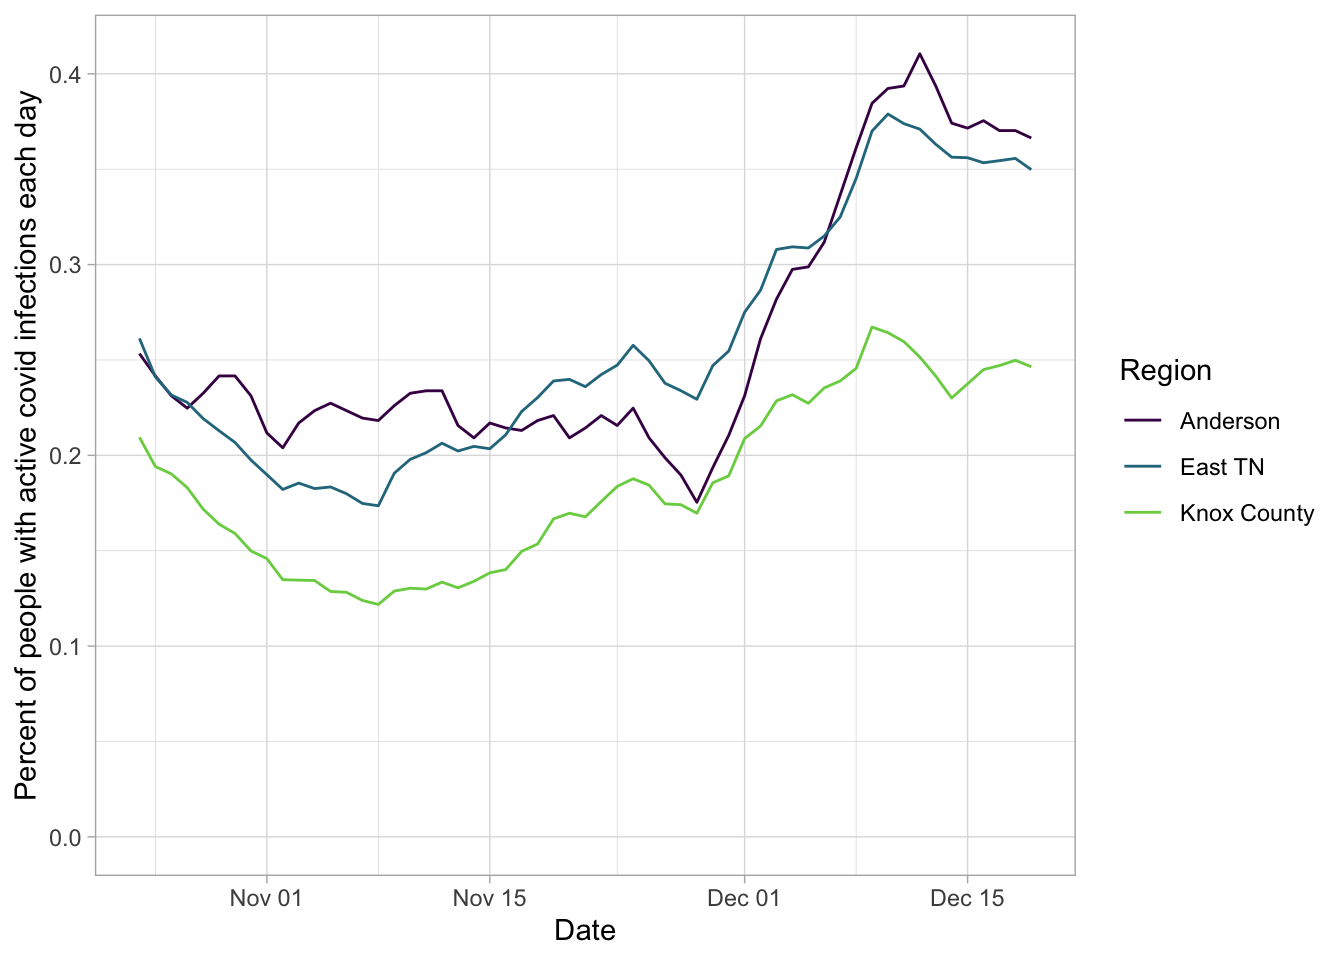 Percent of people with active covid infections each day
0.4
0.3
0.2
0.1
0.0
Nov 01
Nov 15
Dec 01
Dec 15
Date
Region
Anderson
East TN
Knox County